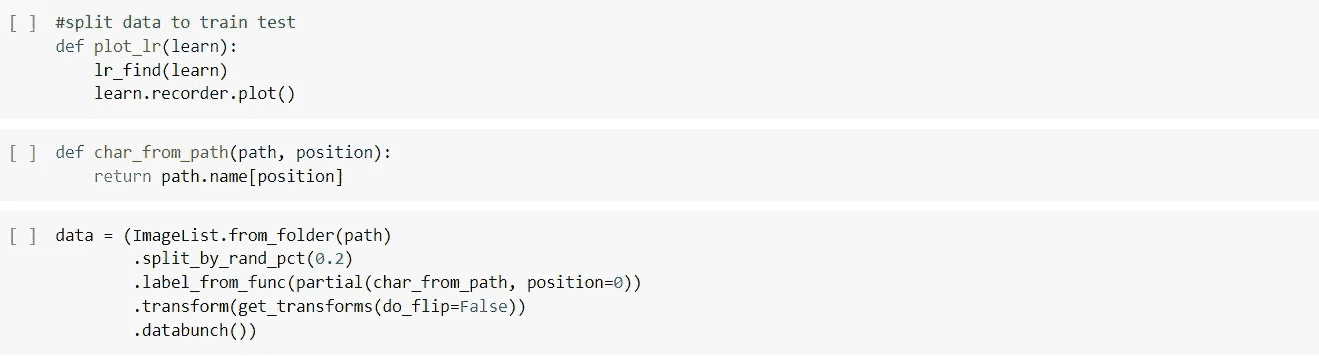 [ ] #split data to train test
def plot_lr(learn):
    lr_find(learn)
    learn.recorder.plot()
[ ] def char_from_path(path, position):
    return path.name[position]
[ ] data = (ImageList.from_folder(path)
        .split_by_rand_pct(0.2)
        .label_from_func(partial(char_from_path, position=0))
        .transform(get_transforms(do_flip=False))
        .databunch())